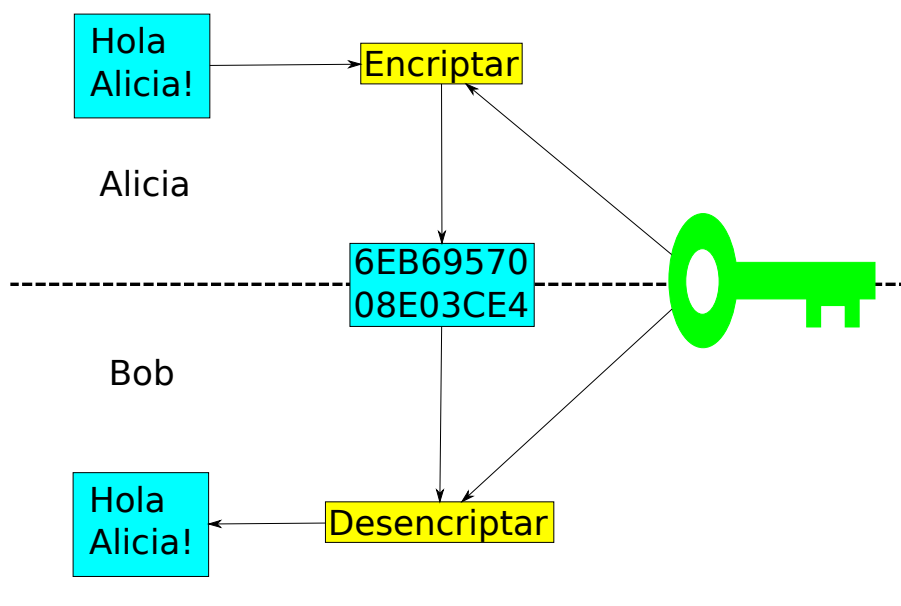 Hola
Alicia!
Encriptar
Alicia
6EB69570
08E03CE4
Bob
Hola
Alicia!
Desencriptar